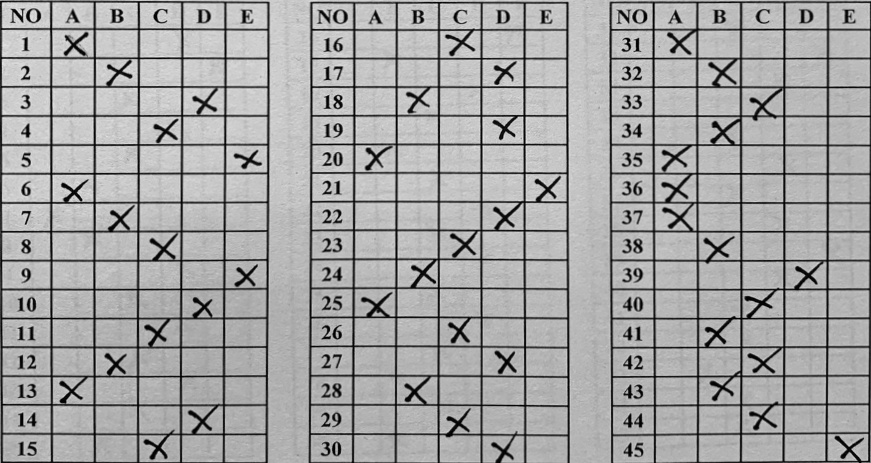 NO A B C D E NO A B C D E NO A B C D E
1 X 16 X 31 X
2 X 17 X 32 X
3 X 18 X 33 X
4 X 19 X 34 X
5 X 20 X 35 X
6 X 21 X 36 X
7 X 22 X 37 X
8 X 23 X 38 X
9 X 24 X 39 X
10 X 25 X 40 X
11 X 26 X 41 X
12 X 27 X 42 X
13 X 28 X 43 X
14 X 29 X 44 X
15 X 30 X 45 X